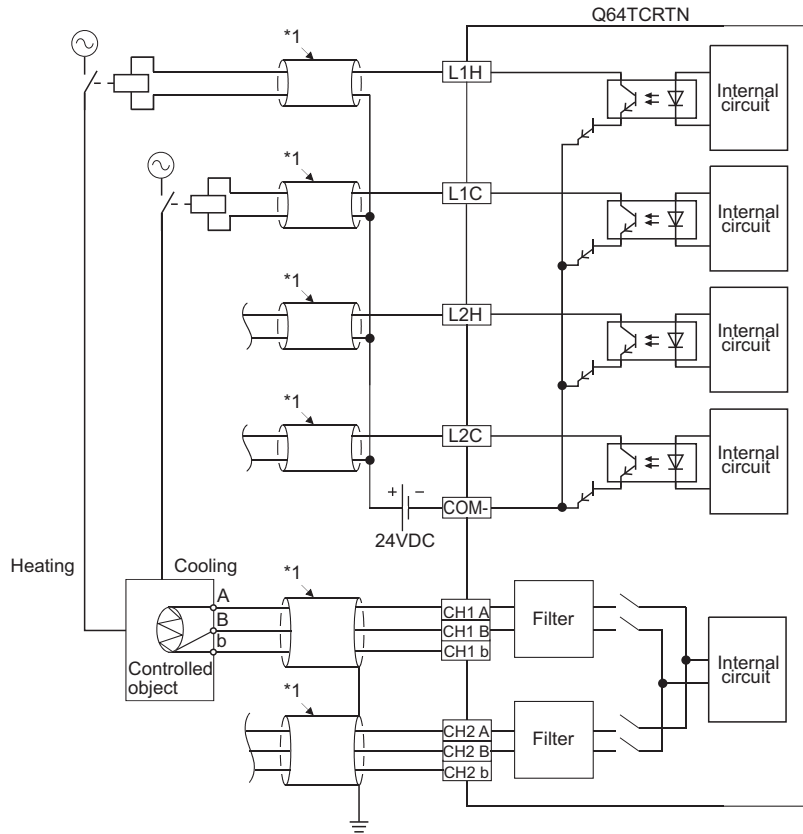 Q64TCRTN
*1
L1H
Internal
circuit
*1
L1C
Internal
circuit
*1
L2H
Internal
circuit
*1
L2C
Internal
circuit
+
−
COM-
24VDC
Heating
Cooling
*1
A
B
b
Controlled
object
CH1 A
CH1 B
CH1 b
Filter
Internal
circuit
*1
CH2 A
CH2 B
CH2 b
Filter